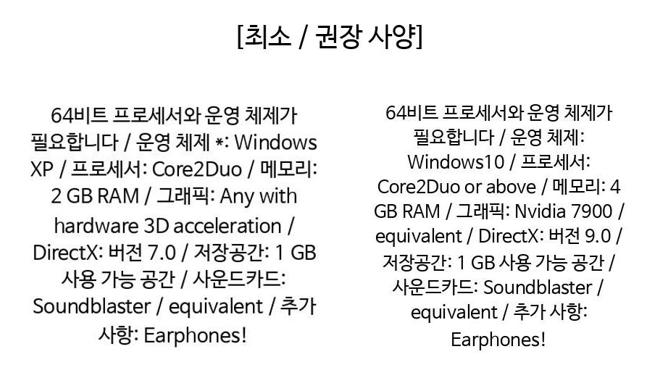 [최소 / 권장 사양]
64비트 프로세서와 운영 체제가
필요합니다 / 운영 체제 *: Windows
XP / 프로세서: Core2Duo / 메모리:
2 GB RAM / 그래픽: Any with
hardware 3D acceleration /
DirectX: 버전 7.0 / 저장공간: 1 GB
사용 가능 공간 / 사운드카드:
Soundblaster / equivalent / 추가
사항: Earphones!
64비트 프로세서와 운영 체제가
필요합니다 / 운영 체제:
Windows10 / 프로세서:
Core2Duo or above / 메모리: 4
GB RAM / 그래픽: Nvidia 7900 /
equivalent / DirectX: 버전 9.0 /
저장공간: 1 GB 사용 가능 공간 /
사운드카드: Soundblaster /
equivalent / 추가 사항:
Earphones!